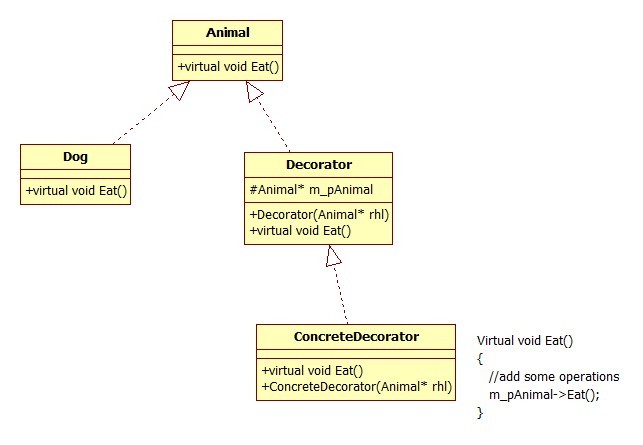 Animal
+virtual void Eat()
Dog
+virtual void Eat()
Decorator
#Animal* m_pAnimal
+Decorator(Animal* rhl)
+virtual void Eat()
ConcreteDecorator
+virtual void Eat()
+ConcreteDecorator(Animal* rhl)
Virtual void Eat()
{
//add some operations
m_pAnimal->Eat();
}